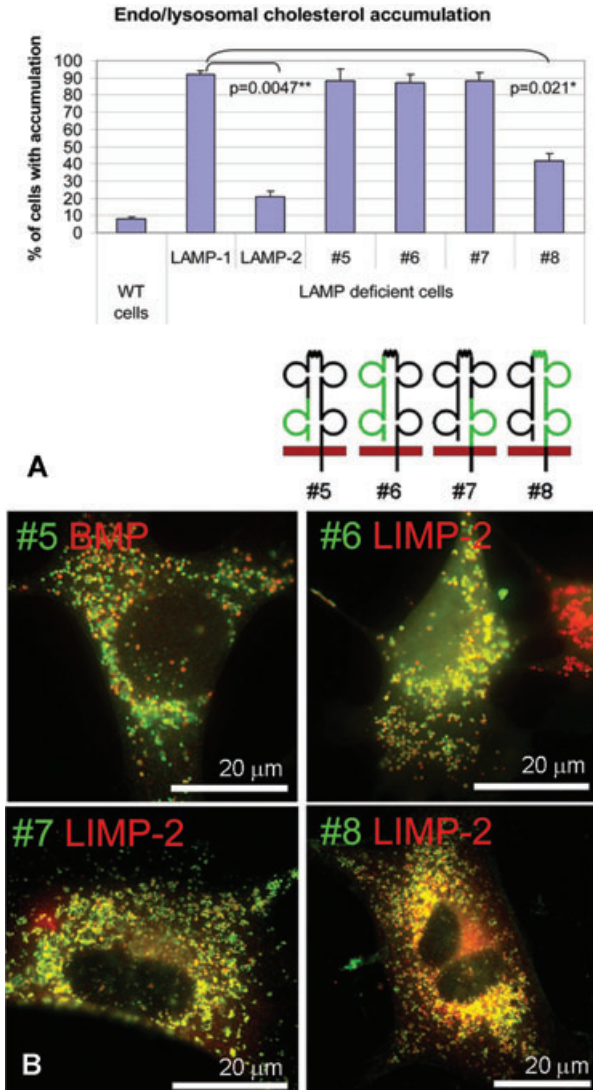 Endo/lysosomal cholesterol accumulation
% of cells with accumulation
100
90
80
70
60
50
40
30
20
10
0
p=0.0047**
p=0.021*
LAMP-1
LAMP-2
#5
#6
#7
#8
WT cells
LAMP deficient cells
A
#5
#6
#7
#8
#5 BMP
20 μm
#6 LIMP-2
20 μm
#7 LIMP-2
20 μm
#8 LIMP-2
20 μm
B